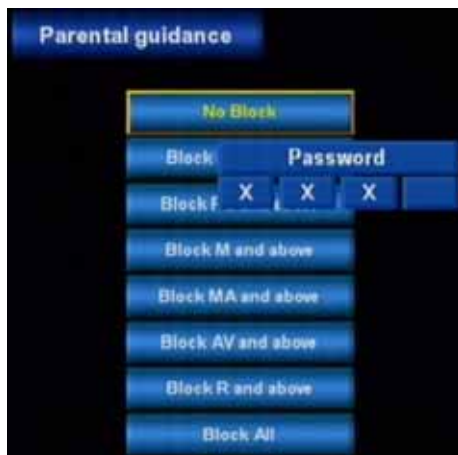 Parental guidance
No Block
Block
Password
X X X
Block
Block M and above
Block MA and above
Block AV and above
Block R and above
Block All